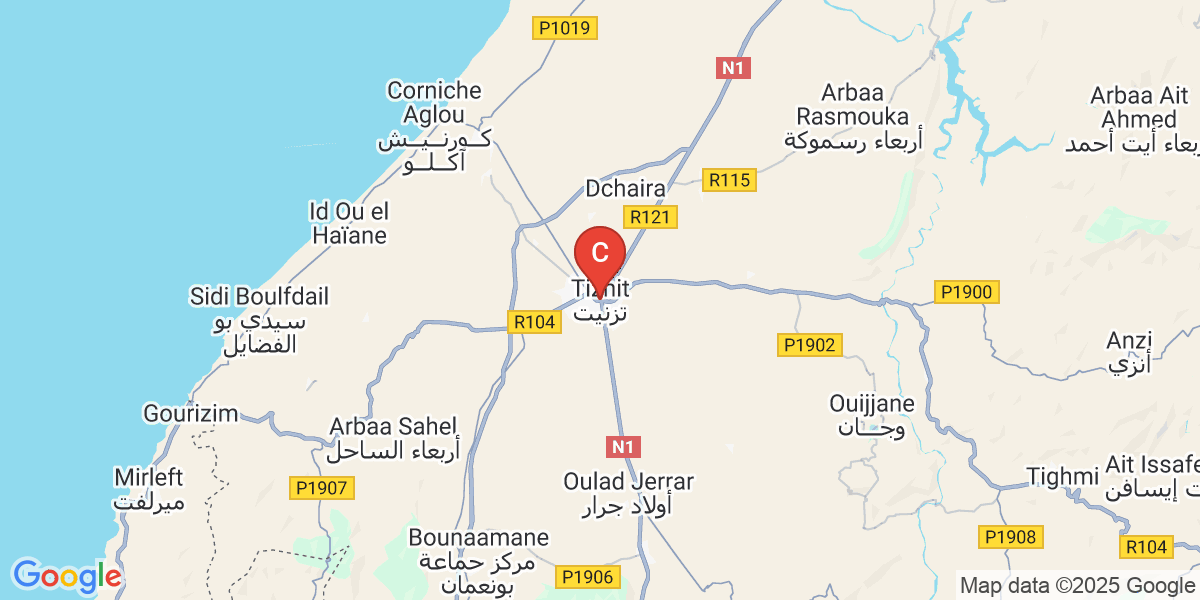 P1019
N1
Corniche
Aglou
كورنيش
أكلو
Arbaa
Rasmouka
أربعاء رسموكة
Arbaa Ait
Ahmed
أربعاء أيت أحمد
Dchaira
R115
R121
Id Ou el
Haïane
C
Tiznit
تزنيت
Sidi Boulfdail
سيدي بو
الفضايل
R104
P1900
P1902
Anzi
أنزي
Gourizim
Arbaa Sahel
أربعاء الساحل
Ouijjane
وجان
N1
Mirleft
ميرلفت
P1907
Oulad Jerrar
أولاد جرار
Tighmi
Ait Issafe
ت إيسافن
Bounaamane
مركز حماعة
بونعمان
P1908
R104
P1906
Google
Map data ©2025 Google